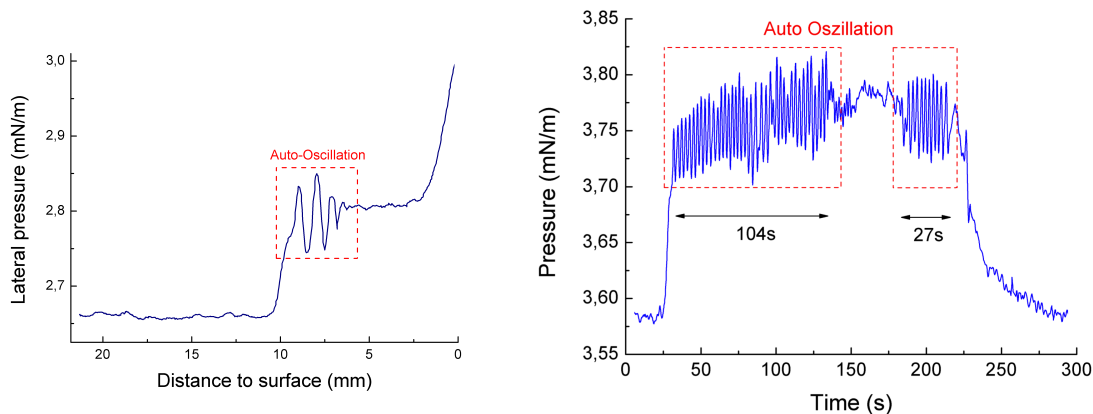 3,0
2,9
2,8
2,7
Lateral pressure (mN/m)
Auto-Oscillation
20
15
10
5
0
Distance to surface (mm)
3,85
3,80
3,75
3,70
3,65
3,60
3,55
Pressure (mN/m)
Auto Oszillation
104s
27s
0
50
100
150
200
250
300
Time (s)